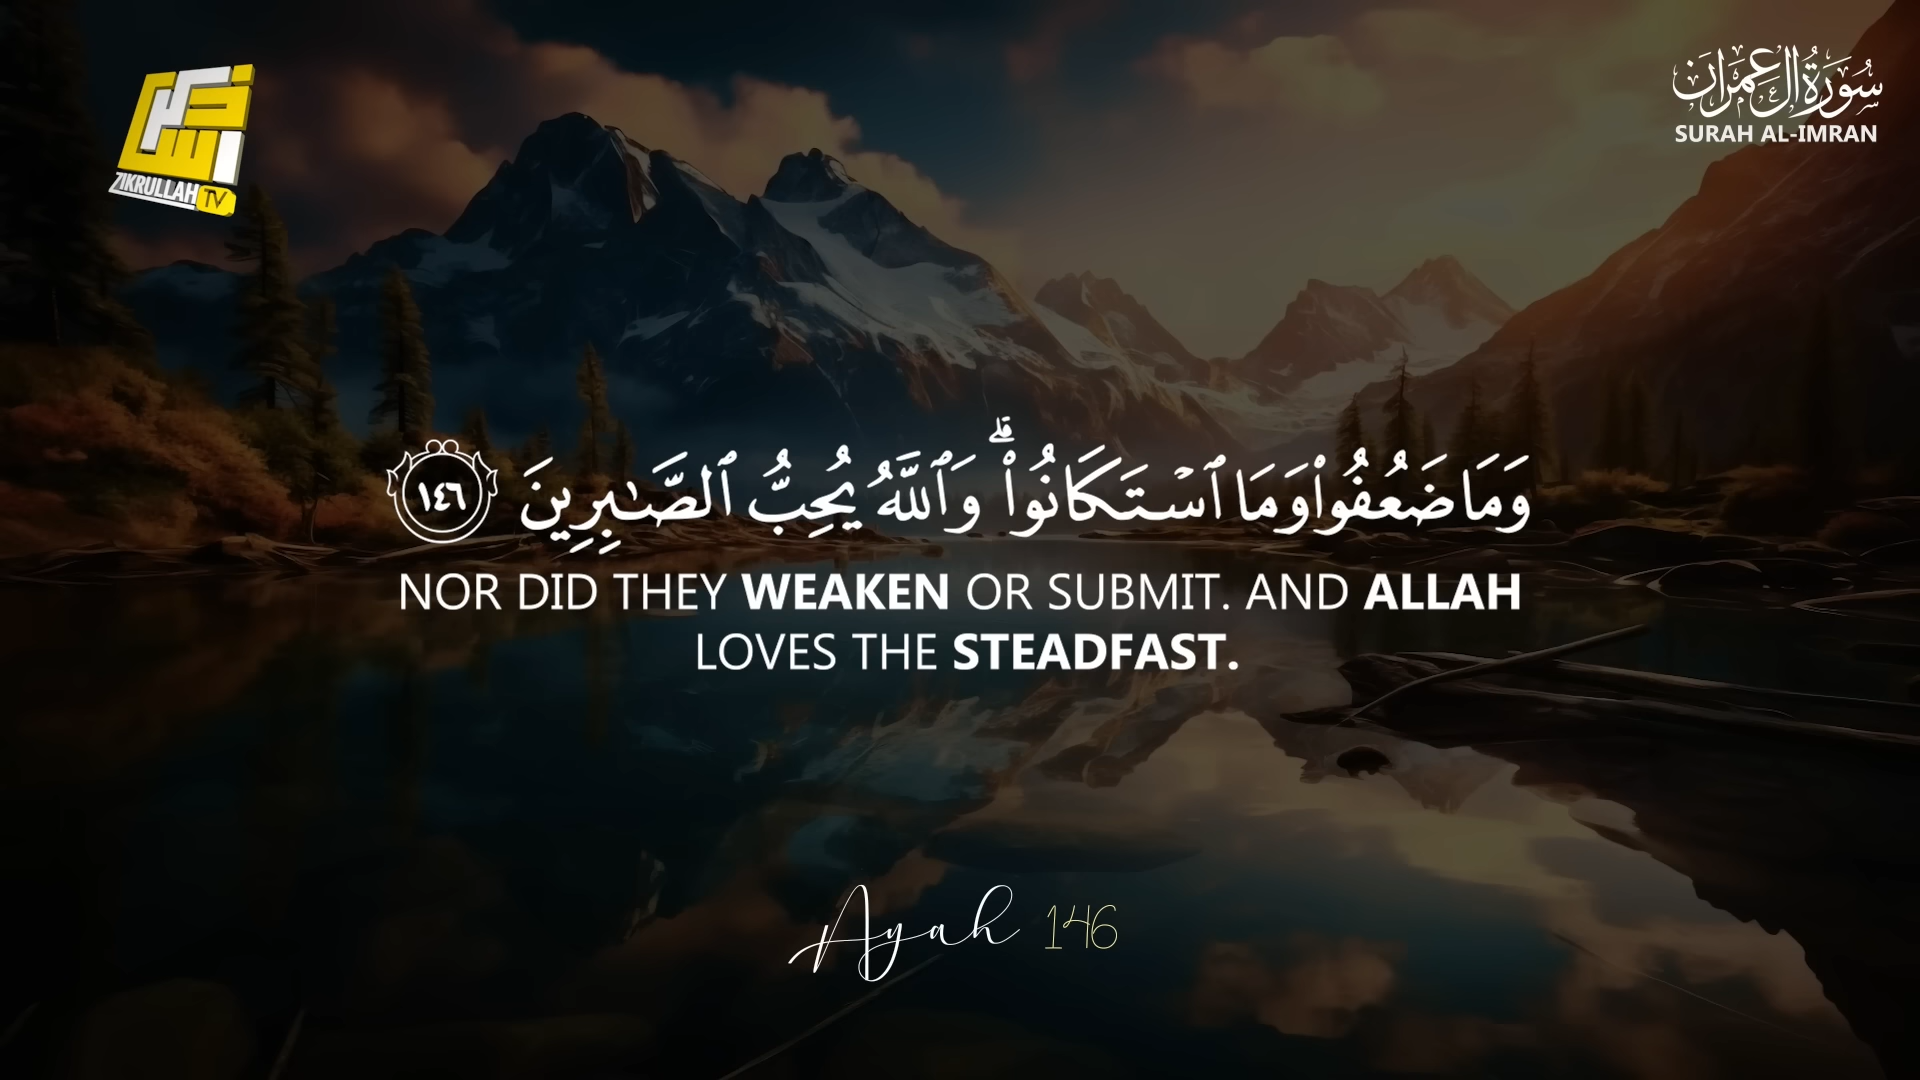 ZIKRULLAH TV
سُورَةُ آلِ عِمْرَان
SURAH AL-IMRAN
وَمَا ضَعُفُوا۟ وَمَا ٱسْتَكَانُوا۟ ۗ وَٱللَّهُ يُحِبُّ ٱلصَّـٰبِرِينَ ١٤٦
NOR DID THEY WEAKEN OR SUBMIT. AND ALLAH
LOVES THE STEADFAST.
Ayah 146